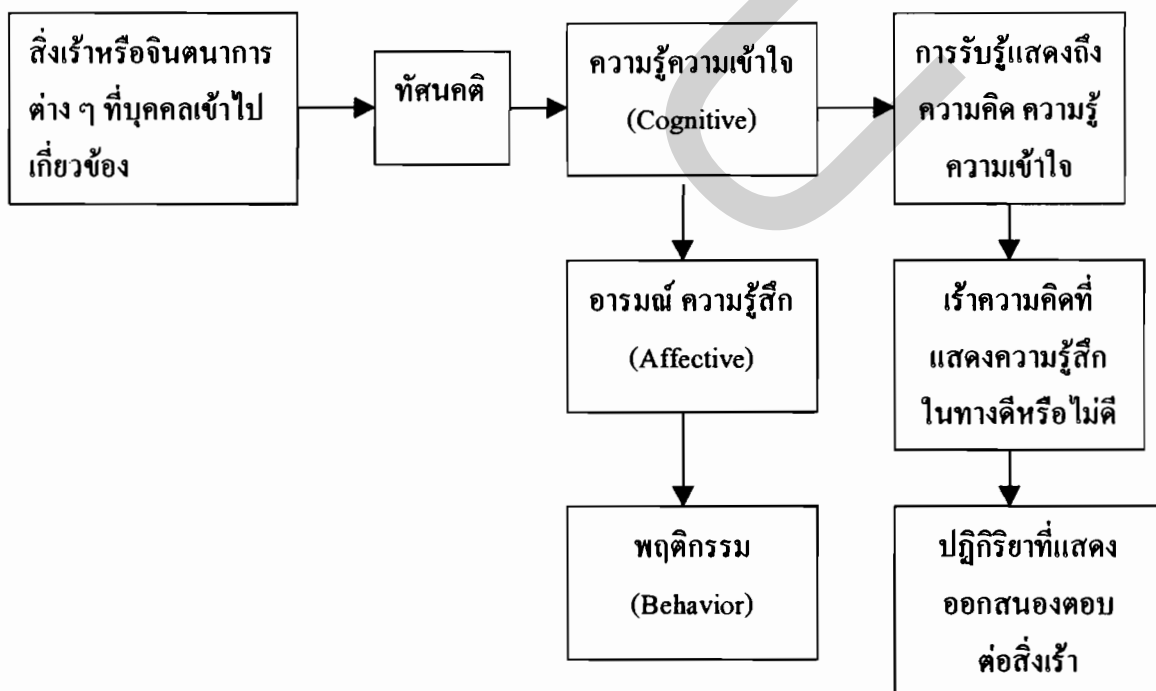 สิ่งเร้าหรือจินตนาการ
ต่าง ๆ ที่บุคคลเข้าไป
เกี่ยวข้อง
ทัศนคติ
ความรู้ความเข้าใจ
(Cognitive)
การรับรู้แสดงถึง
ความคิด ความรู้
ความเข้าใจ
อารมณ์ ความรู้สึก
(Affective)
เร้าความคิดที่
แสดงความรู้สึก
ในทางดีหรือไม่ดี
พฤติกรรม
(Behavior)
ปฏิกิริยาที่แสดง
ออกสนองตอบ
ต่อสิ่งเร้า